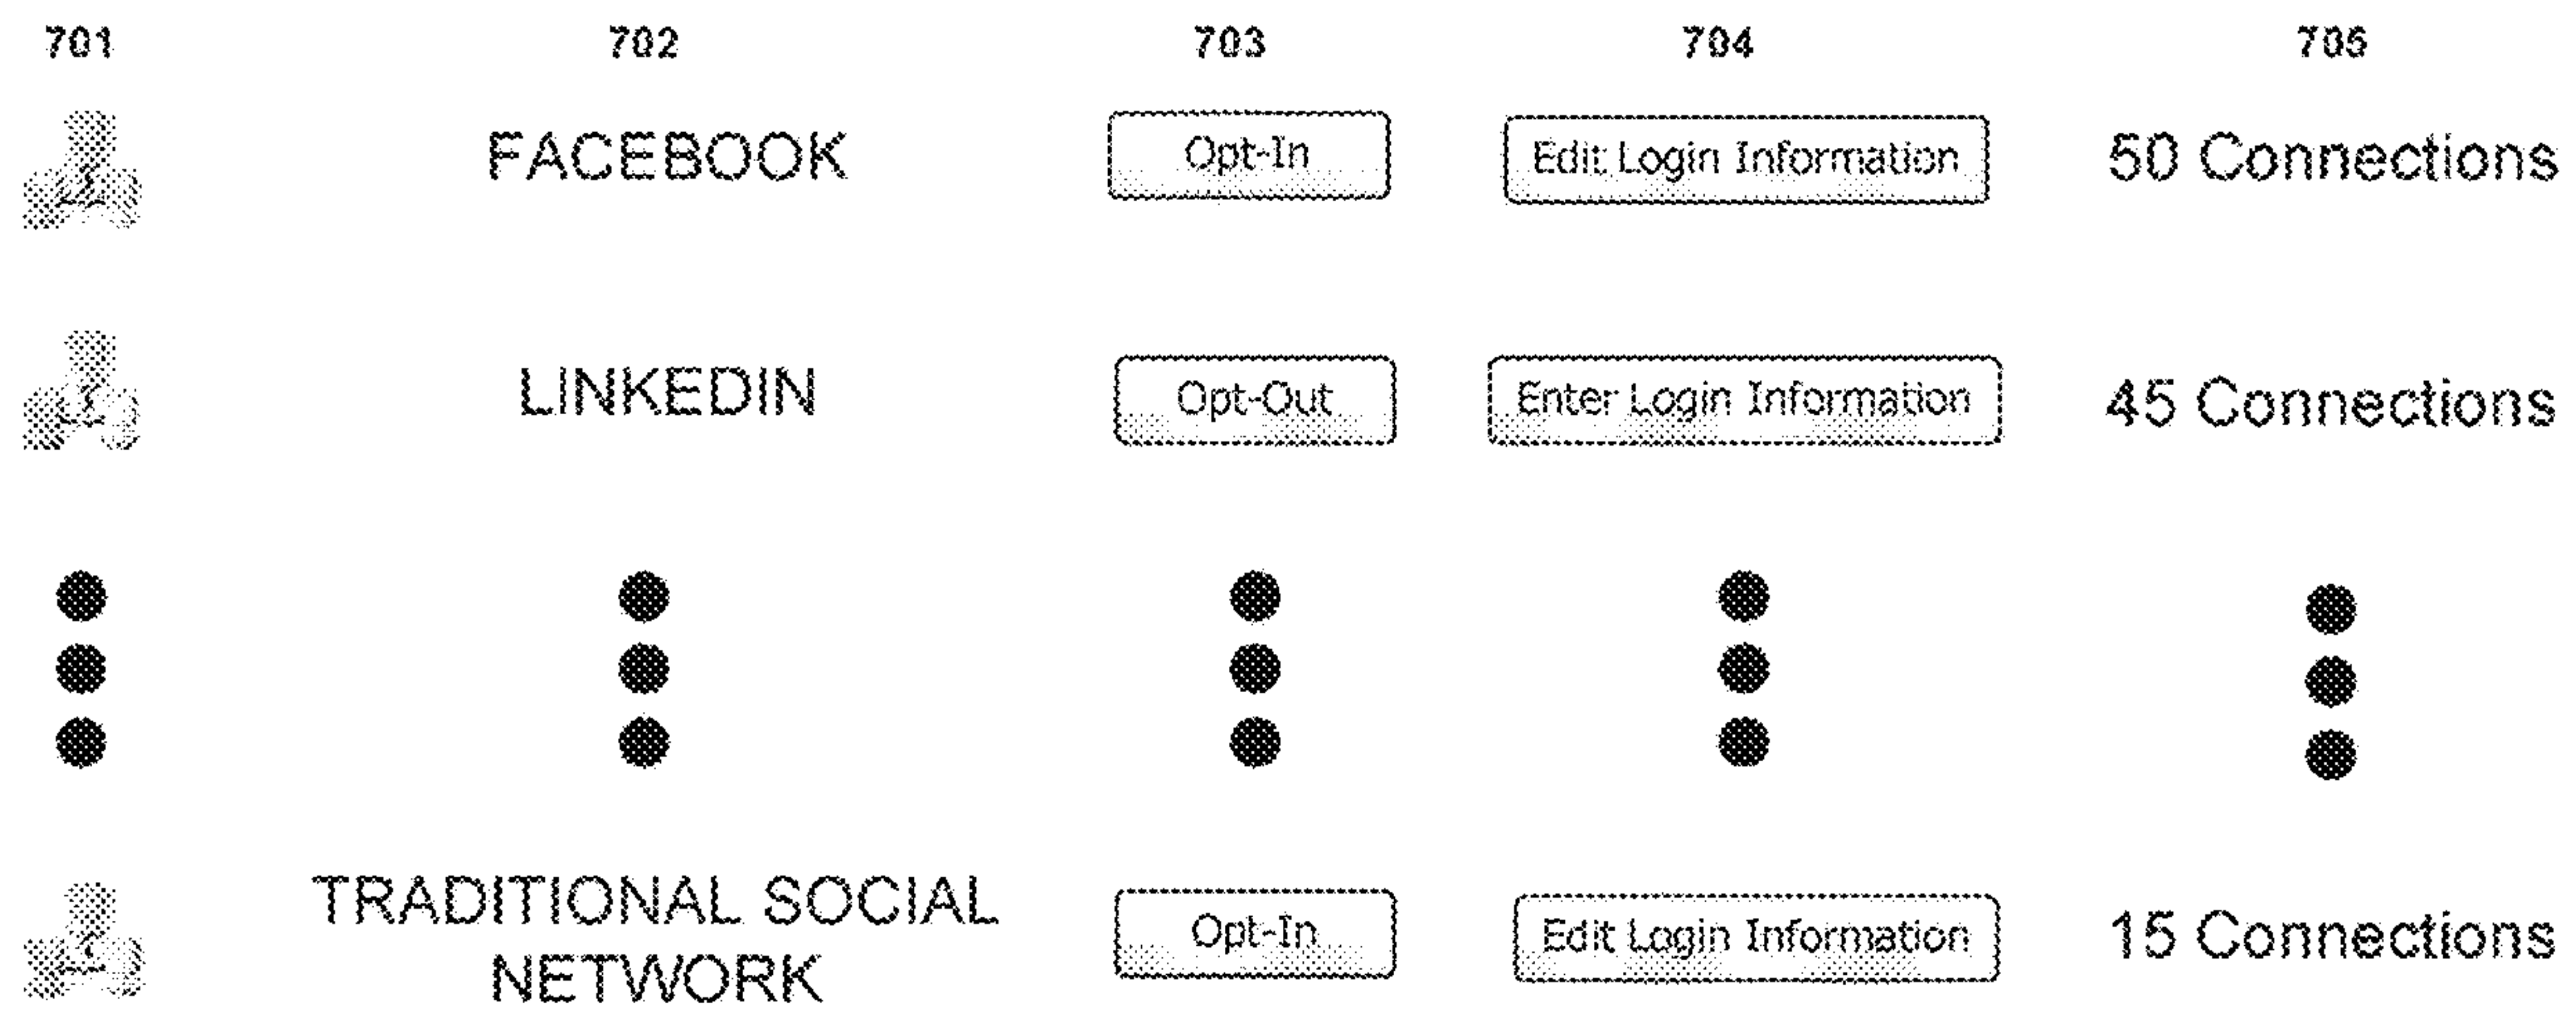 701 702 703 704 705
FACEBOOK Opt-In Edit Login Information 50 Connections
LINKEDIN Opt-Out Enter Login Information 45 Connections
TRADITIONAL SOCIAL
NETWORK Opt-In Edit Login Information 15 Connections